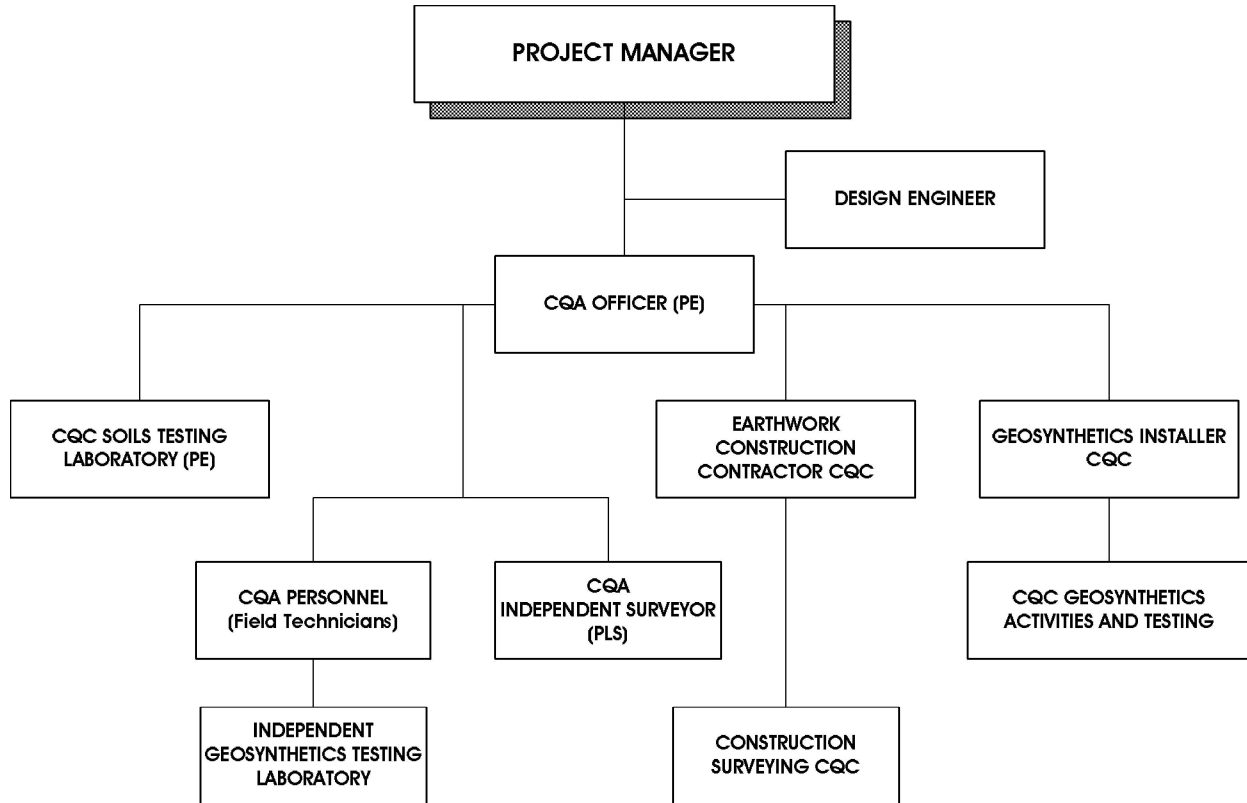 PROJECT MANAGER
DESIGN ENGINEER
CQA OFFICER (PE)
CQC SOILS TESTING
LABORATORY (PE)
EARTHWORK
CONSTRUCTION
CONTRACTOR CQC
GEOSYNTHETICS INSTALLER
CQC
CQA PERSONNEL
(Field Technicians)
CQA
INDEPENDENT SURVEYOR
(PLS)
CQC GEOSYNTHETICS
ACTIVITIES AND TESTING
INDEPENDENT
GEOSYNTHETICS TESTING
LABORATORY
CONSTRUCTION
SURVEYING CQC